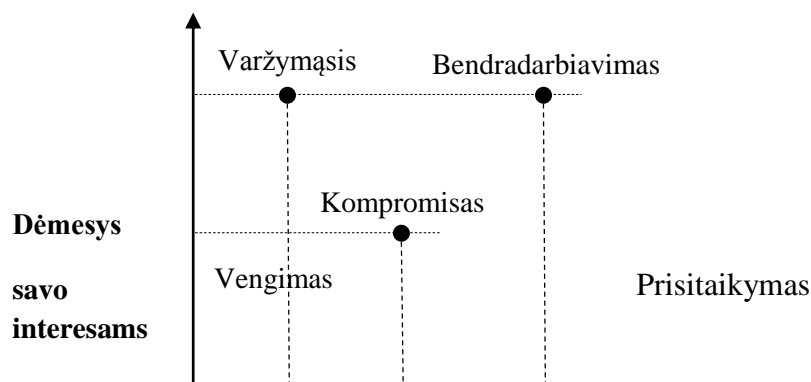 Varžymąsis
Bendradarbiavimas
Kompromisas
Dėmesys
savo
interesams
Vengimas
Prisitaikymas